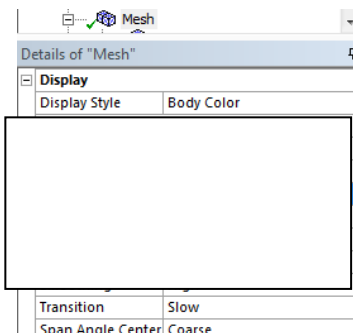 Mesh
Details of "Mesh"
Display
Display Style Body Color
Transition Slow
Span Angle Center Coarse